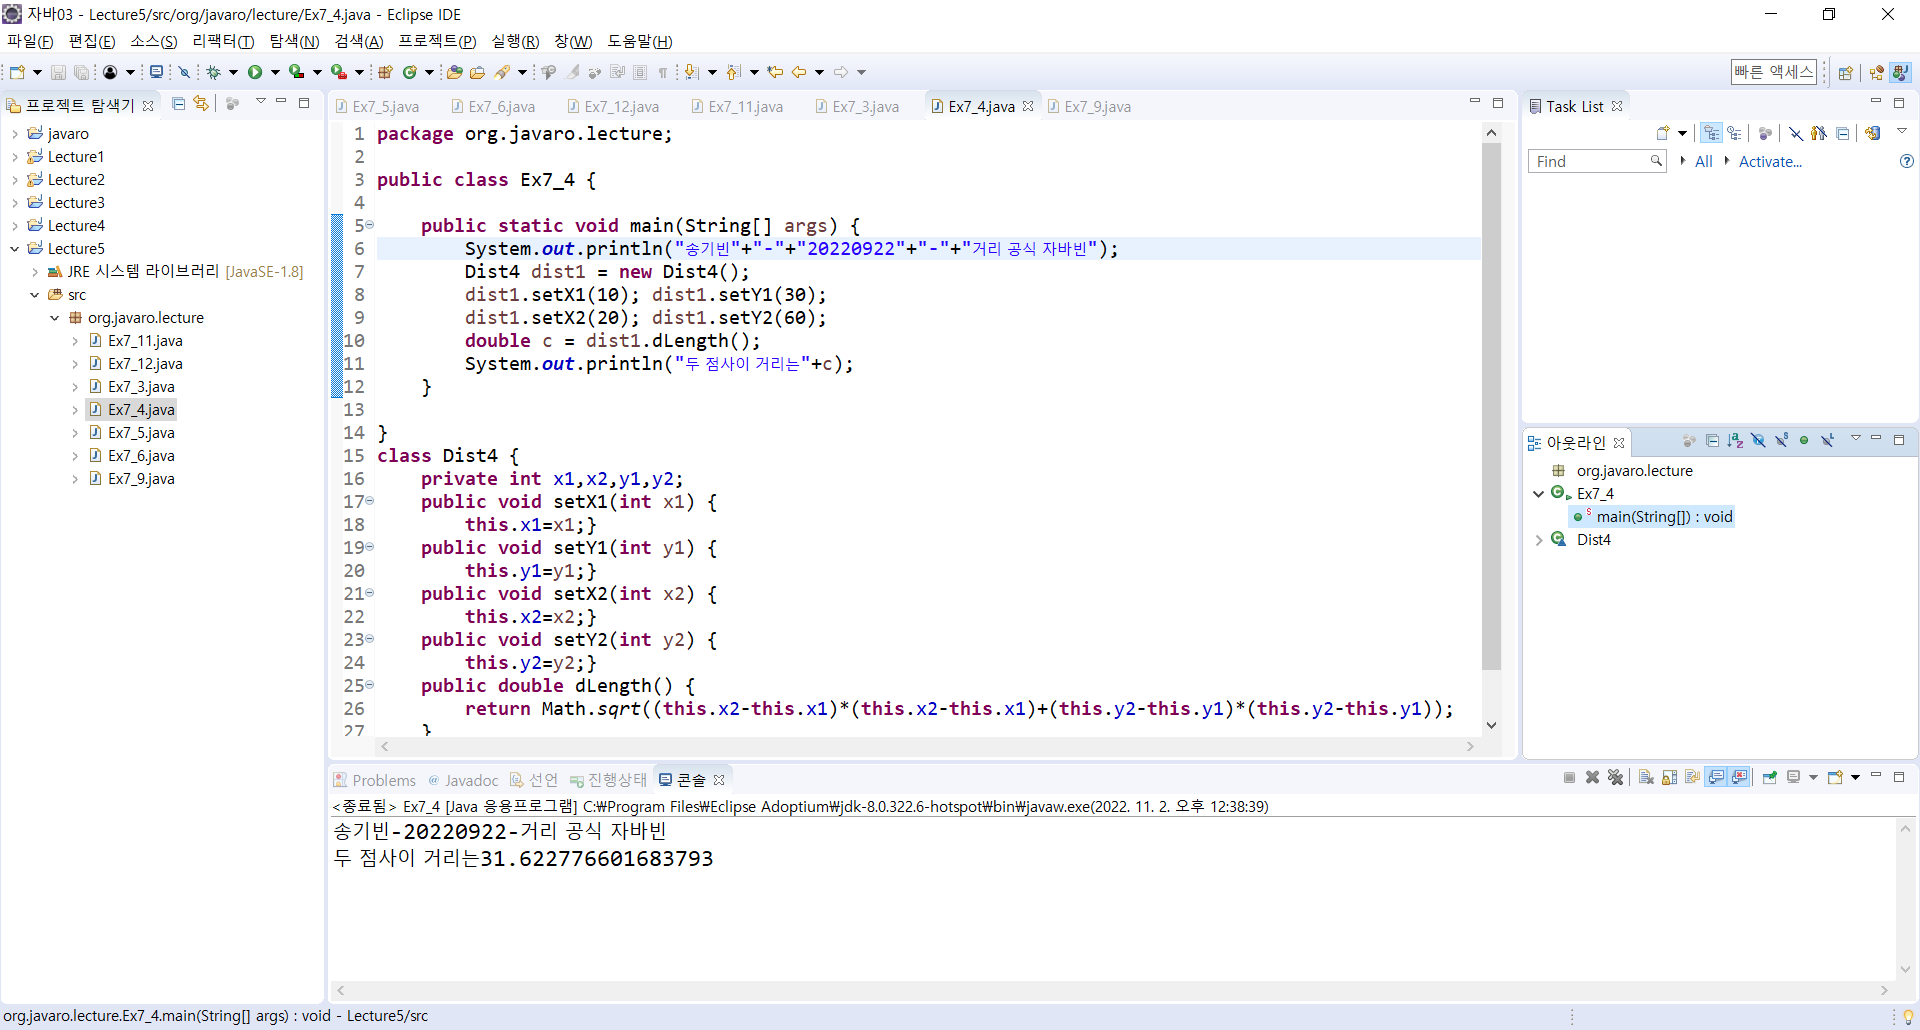 자바03 - Lecture5/src/org/javaro/lecture/Ex7_4.java - Eclipse IDE
파일(F) 편집(E) 소스(S) 리팩터(T) 탐색(N) 검색(A) 프로젝트(P) 실행(R) 창(W) 도움말(H)
빠른 액세스
프로젝트 탐색기
javaro
Lecture1
Lecture2
Lecture3
Lecture4
Lecture5
JRE 시스템 라이브러리 [JavaSE-1.8]
src
org.javaro.lecture
Ex7_11.java
Ex7_12.java
Ex7_3.java
Ex7_4.java
Ex7_5.java
Ex7_6.java
Ex7_9.java
Ex7_5.java Ex7_6.java Ex7_12.java Ex7_11.java Ex7_3.java Ex7_4.java Ex7_9.java
1 package org.javaro.lecture;
2
3 public class Ex7_4 {
4
5 public static void main(String[] args) {
6 System.out.println("송기빈"+"-"+"20220922"+"-"+"거리 공식 자바빈");
7 Dist4 dist1 = new Dist4();
8 dist1.setX1(10); dist1.setY1(30);
9 dist1.setX2(20); dist1.setY2(60);
10 double c = dist1.dLength();
11 System.out.println("두 점사이 거리는"+c);
12 }
13
14 }
15 class Dist4 {
16 private int x1,x2,y1,y2;
17 public void setX1(int x1) {
18 this.x1=x1;}
19 public void setY1(int y1) {
20 this.y1=y1;}
21 public void setX2(int x2) {
22 this.x2=x2;}
23 public void setY2(int y2) {
24 this.y2=y2;}
25 public double dLength() {
26 return Math.sqrt((this.x2-this.x1)*(this.x2-this.x1)+(this.y2-this.y1)*(this.y2-this.y1));
27 }
Task List
Find All Activate...
아웃라인
org.javaro.lecture
Ex7_4
main(String[]) : void
Dist4
Problems @ Javadoc 선언 진행상태 콘솔
<종료됨> Ex7_4 [Java 응용프로그램] C:₩Program Files₩Eclipse Adoptium₩jdk-8.0.322.6-hotspot₩bin₩javaw.exe(2022. 11. 2. 오후 12:38:39)
송기빈-20220922-거리 공식 자바빈
두 점사이 거리는31.622776601683793
org.javaro.lecture.Ex7_4.main(String[] args) : void - Lecture5/src